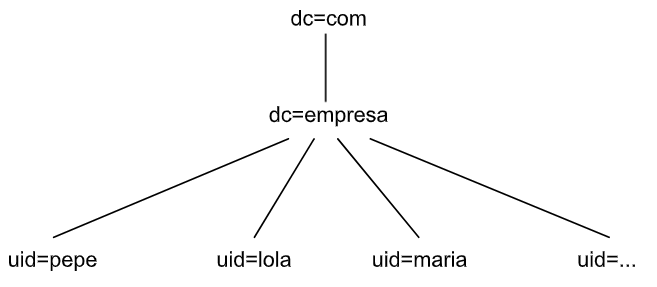 dc=com
dc=empresa
uid=pepe
uid=lola
uid=maria
uid=...